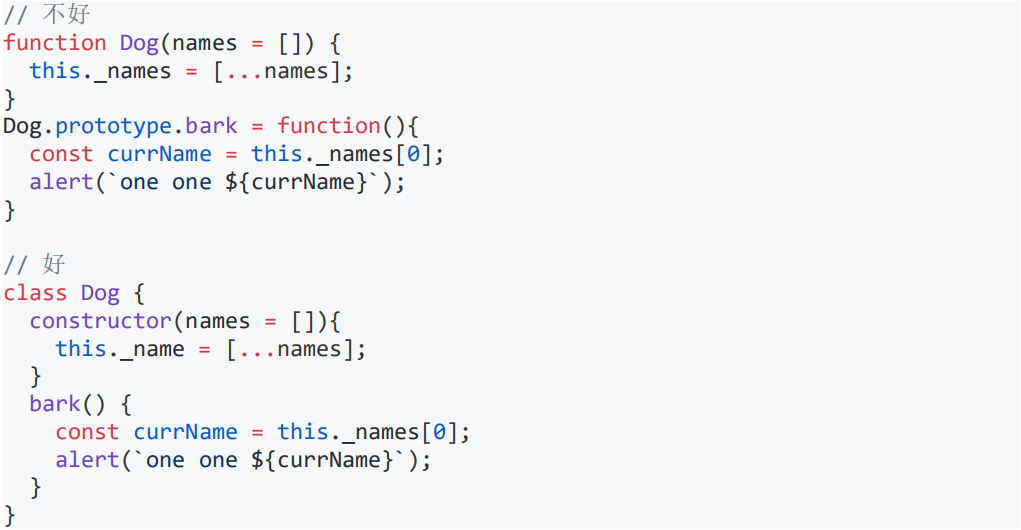 // 不好
function Dog(names = []) {
  this._names = [...names];
}
Dog.prototype.bark = function(){
  const currName = this._names[0];
  alert(`one one ${currName}`);
}

// 好
class Dog {
  constructor(names = []){
    this._name = [...names];
  }
  bark() {
    const currName = this._names[0];
    alert(`one one ${currName}`);
  }
}